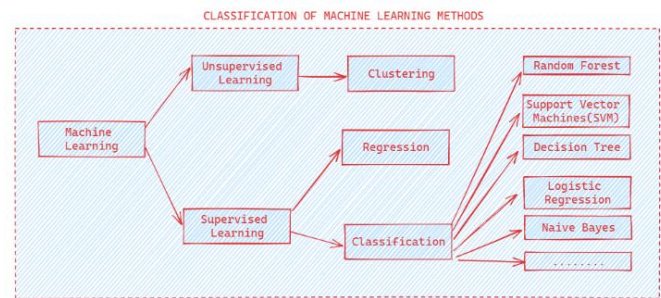 CLASSIFICATION OF MACHINE LEARNING METHODS
Machine
Learning
Unsupervised
Learning
Clustering
Supervised
Learning
Regression
Classification
Random Forest
Support Vector
Machines(SVM)
Decision Tree
Logistic
Regression
Naive Bayes
........